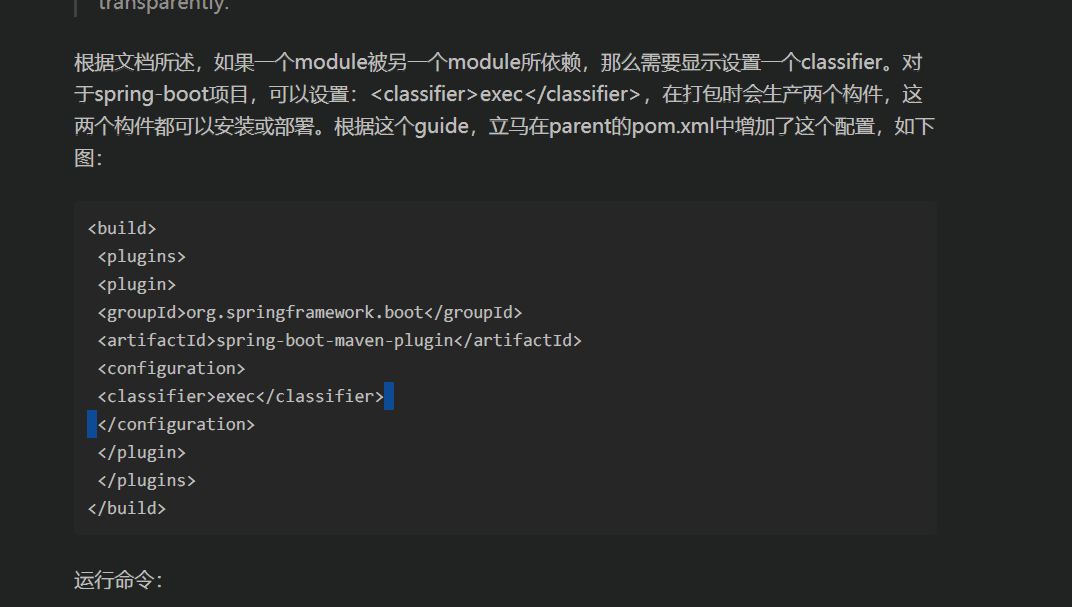 transparently.
根据文档所述，如果一个module被另一个module所依赖，那么需要显示设置一个classifier。对
于spring-boot项目，可以设置：<classifier>exec</classifier>，在打包时会生产两个构件，这
两个构件都可以安装或部署。根据这个guide，立马在parent的pom.xml中增加了这个配置，如下
图：
<build>
<plugins>
<plugin>
<groupId>org.springframework.boot</groupId>
<artifactId>spring-boot-maven-plugin</artifactId>
<configuration>
<classifier>exec</classifier>
</configuration>
</plugin>
</plugins>
</build>
运行命令：